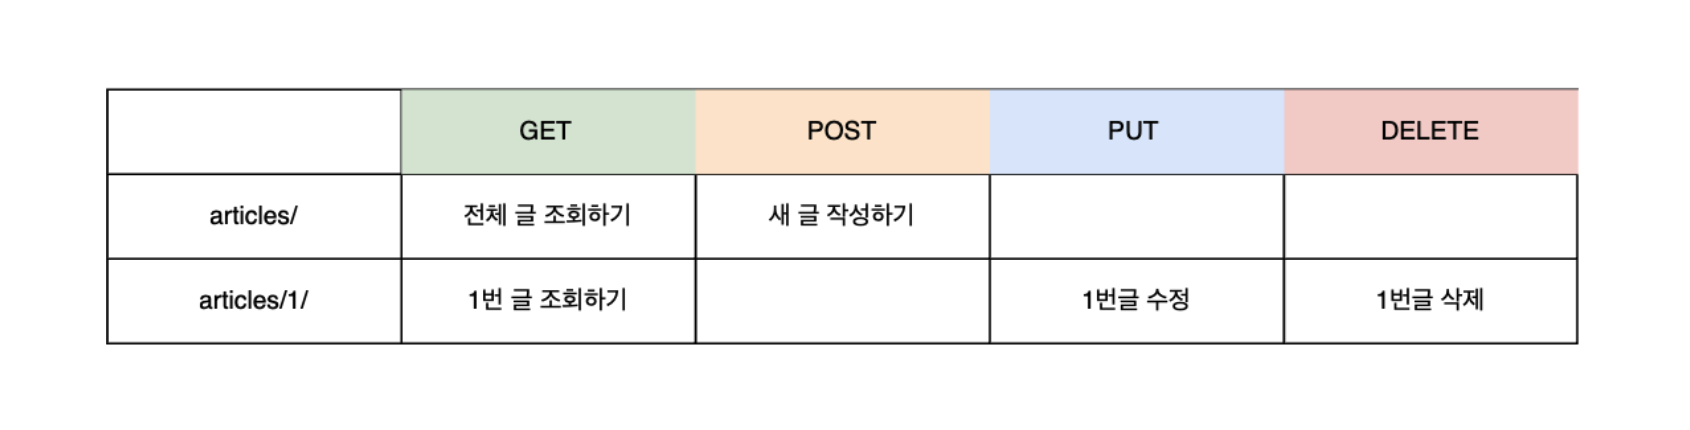 GET POST PUT DELETE
articles/ 전체 글 조회하기 새 글 작성하기
articles/1/ 1번 글 조회하기 1번글 수정 1번글 삭제